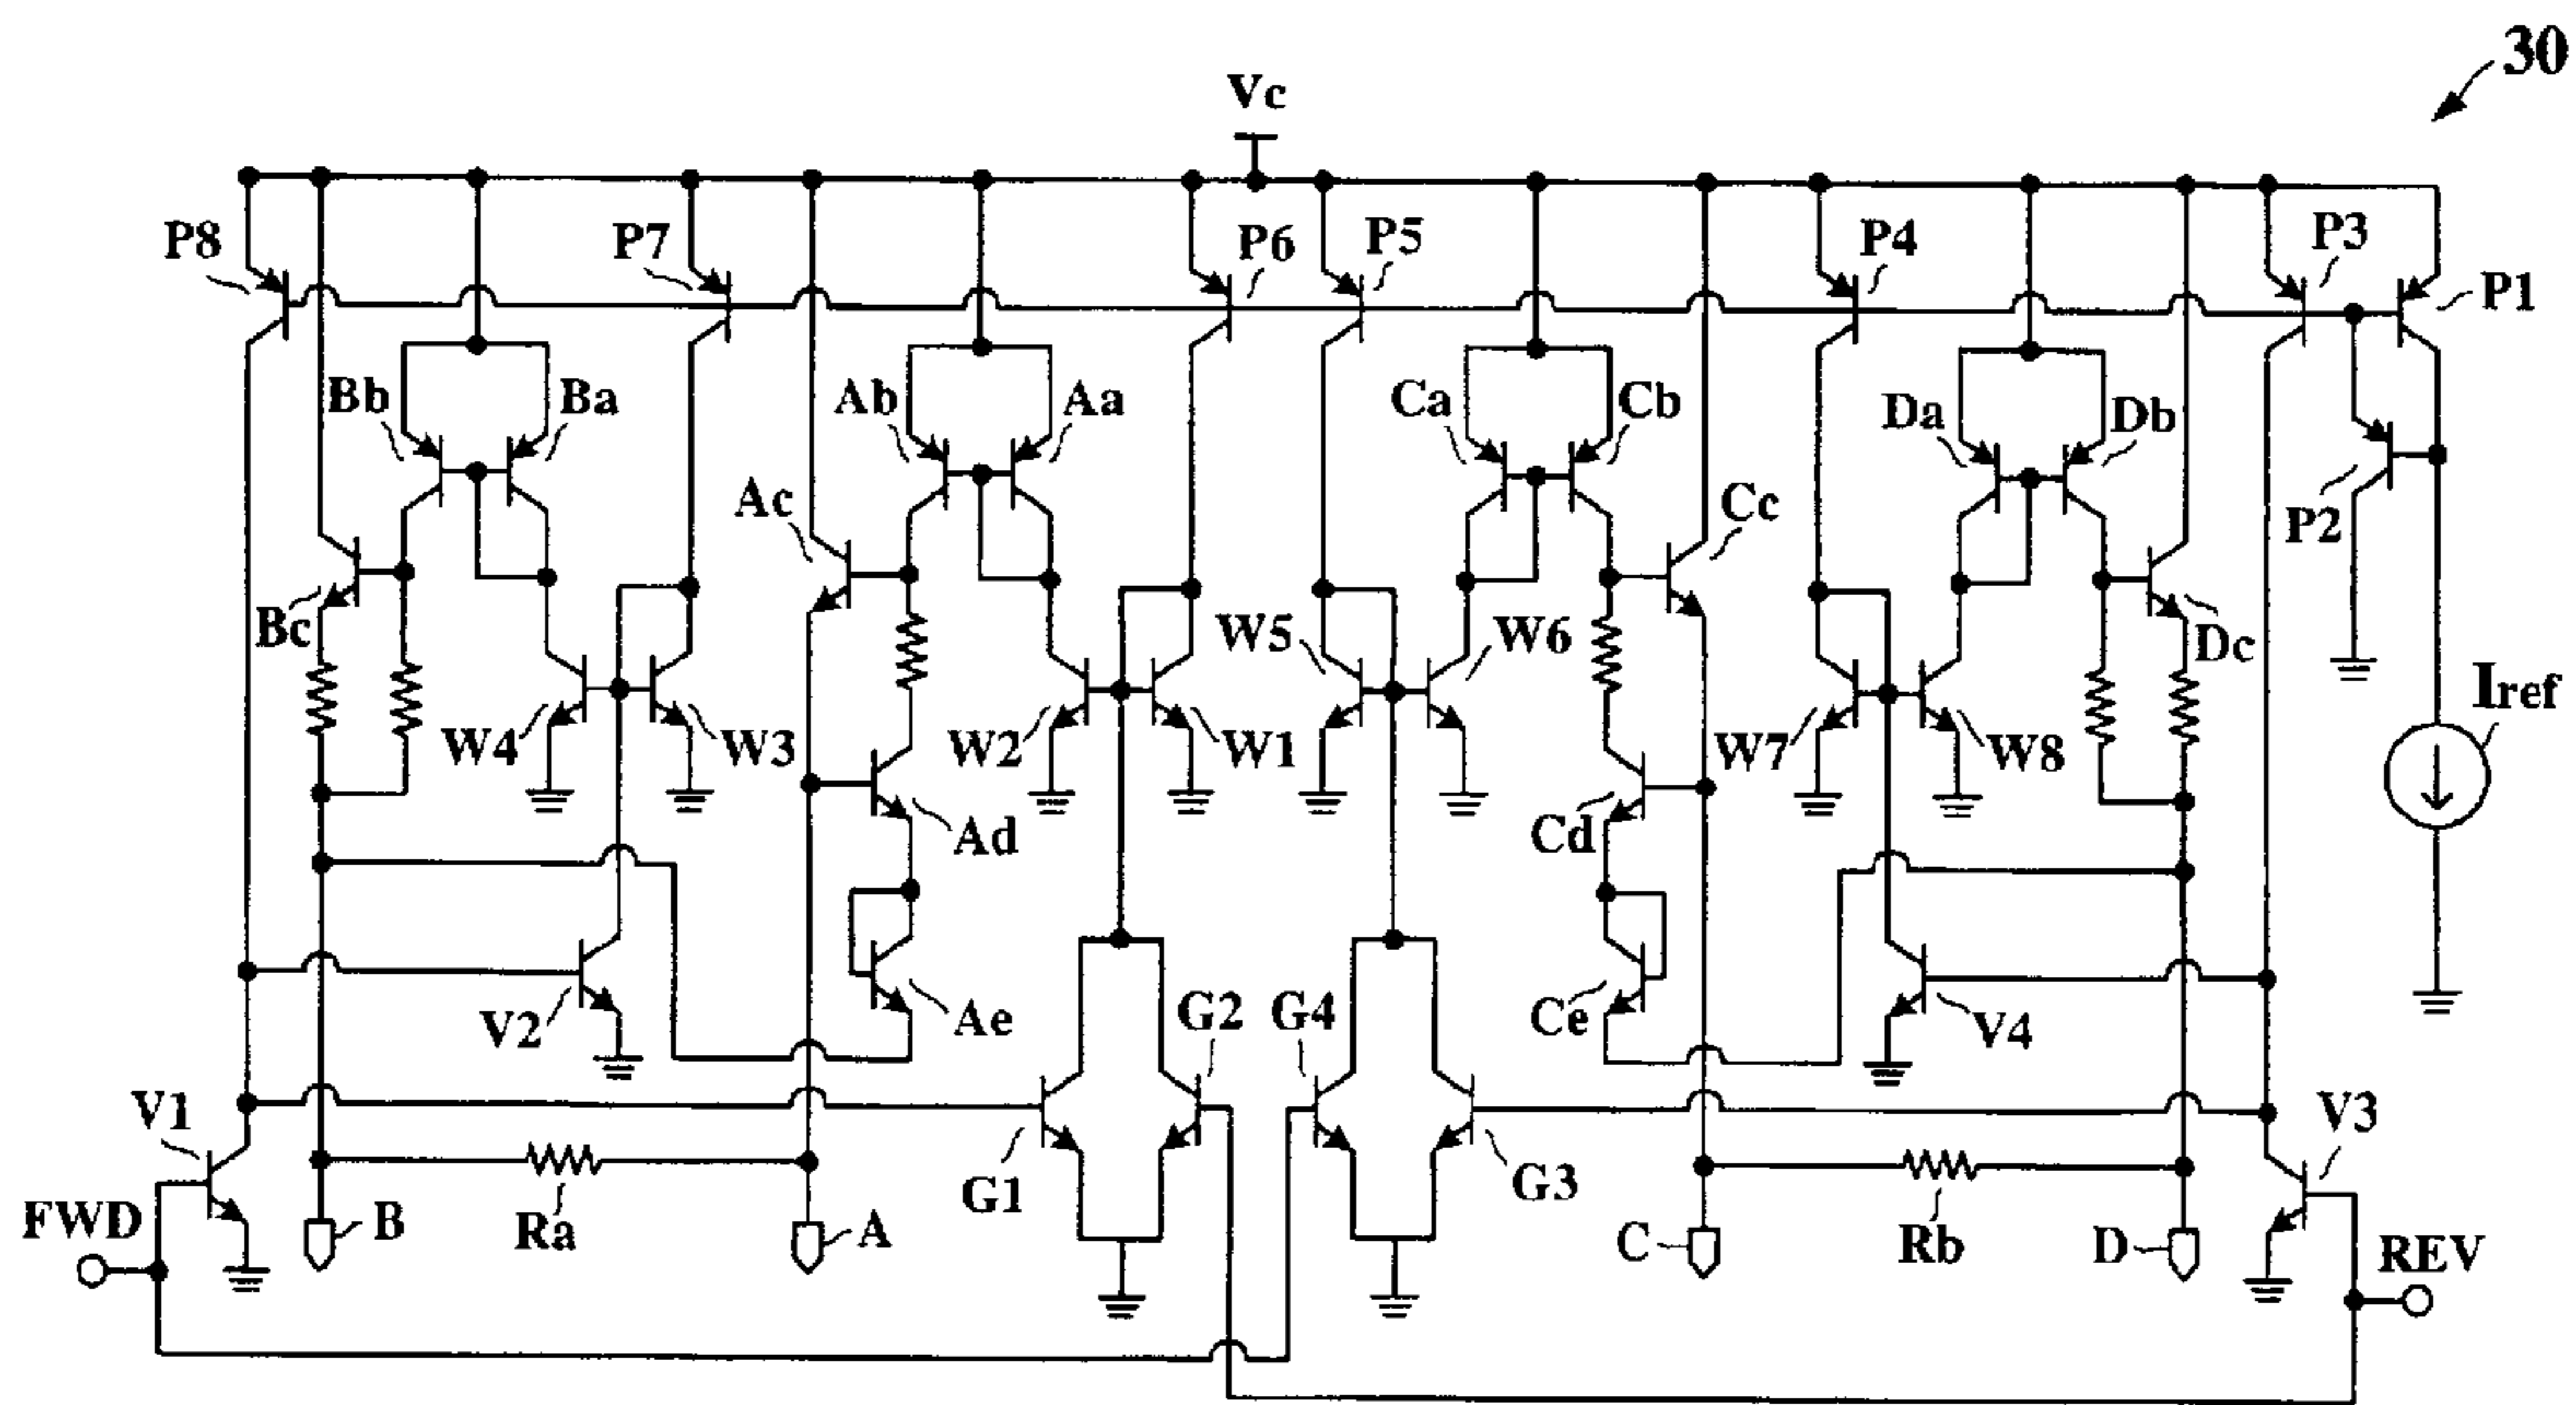 30
Vc
P8
P7
P6
P5
P4
P3
P1
Bb
Ba
Ab
Aa
Ca
Cb
Da
Db
Ac
Cc
P2
Bc
W4
W3
W2
W1
W5
W6
W7
W8
Dc
Iref
Ad
Cd
V2
Ae
G2
G4
Ce
V4
V1
G1
G3
V3
FWD
B
Ra
A
C
Rb
D
REV